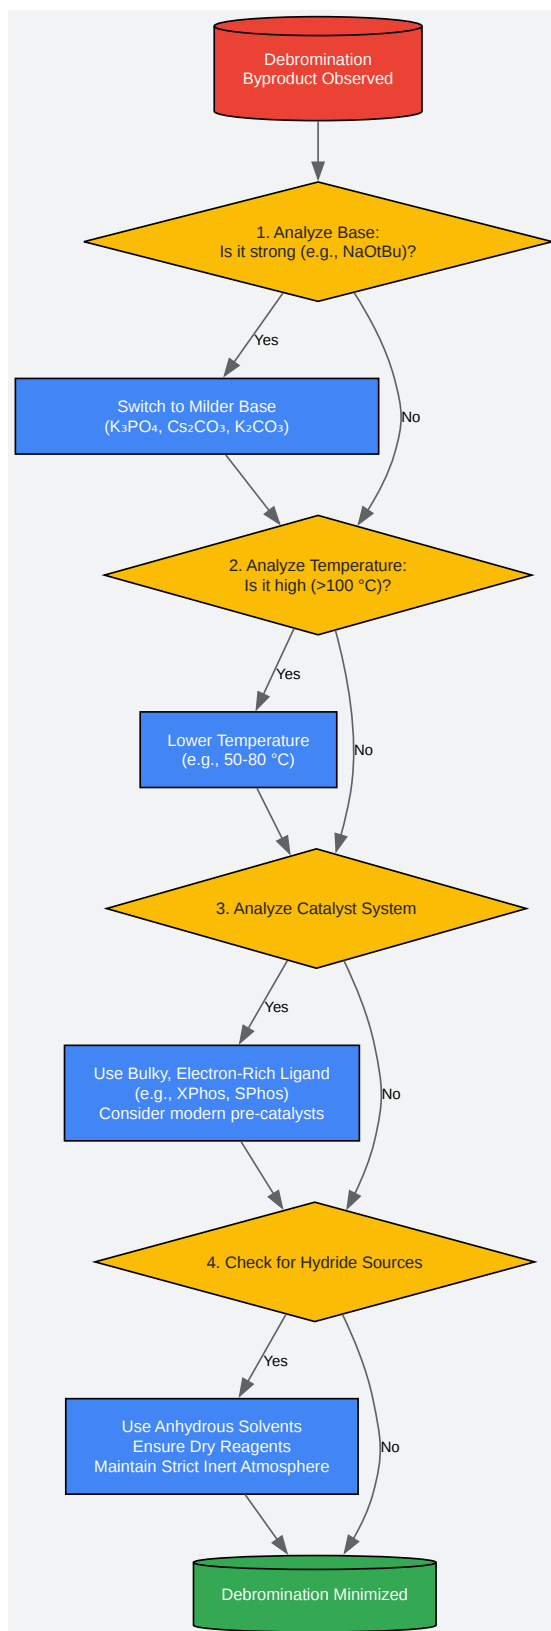 Debromination
Byproduct Observed
1. Analyze Base:
Is it strong (e.g., NaOtBu)?
Yes
No
Switch to Milder Base
(K₃PO₄, Cs₂CO₃, K₂CO₃)
2. Analyze Temperature:
Is it high (>100 °C)?
Yes
No
Lower Temperature
(e.g., 50-80 °C)
3. Analyze Catalyst System
Yes
No
Use Bulky, Electron-Rich Ligand
(e.g., XPhos, SPhos)
Consider modern pre-catalysts
4. Check for Hydride Sources
Yes
No
Use Anhydrous Solvents
Ensure Dry Reagents
Maintain Strict Inert Atmosphere
Debromination Minimized